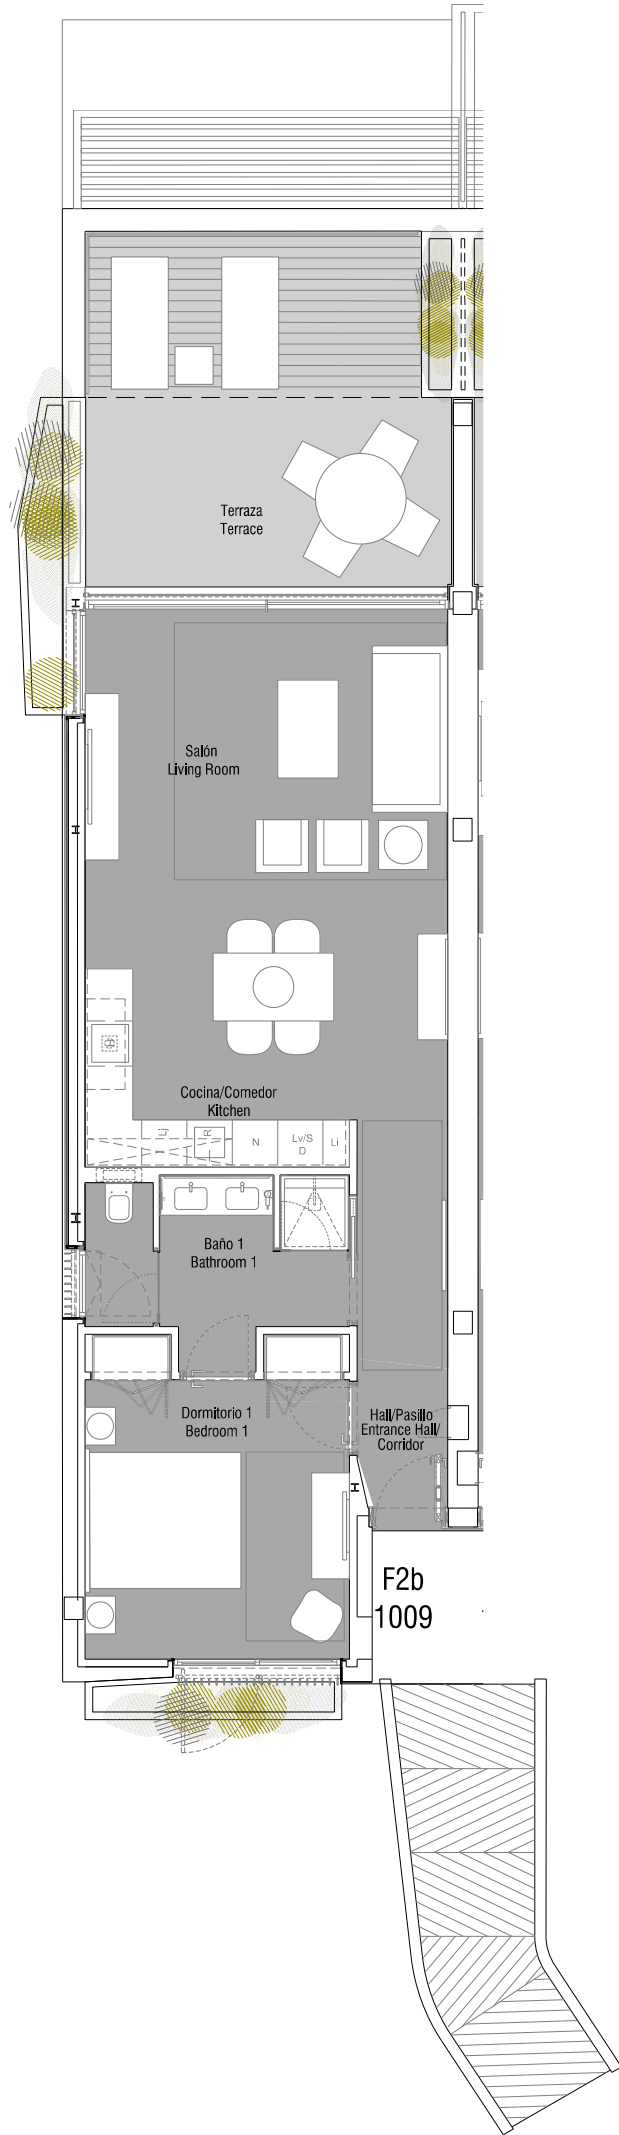 Terraza
Terrace
Salón
Living Room
Cocina/Comedor
Kitchen
Lj
R
N
Lv/S
D
Li
Baño 1
Bathroom 1
Dormitorio 1
Bedroom 1
Hall/Pasillo
Entrance Hall/
Corridor
F2b
1009